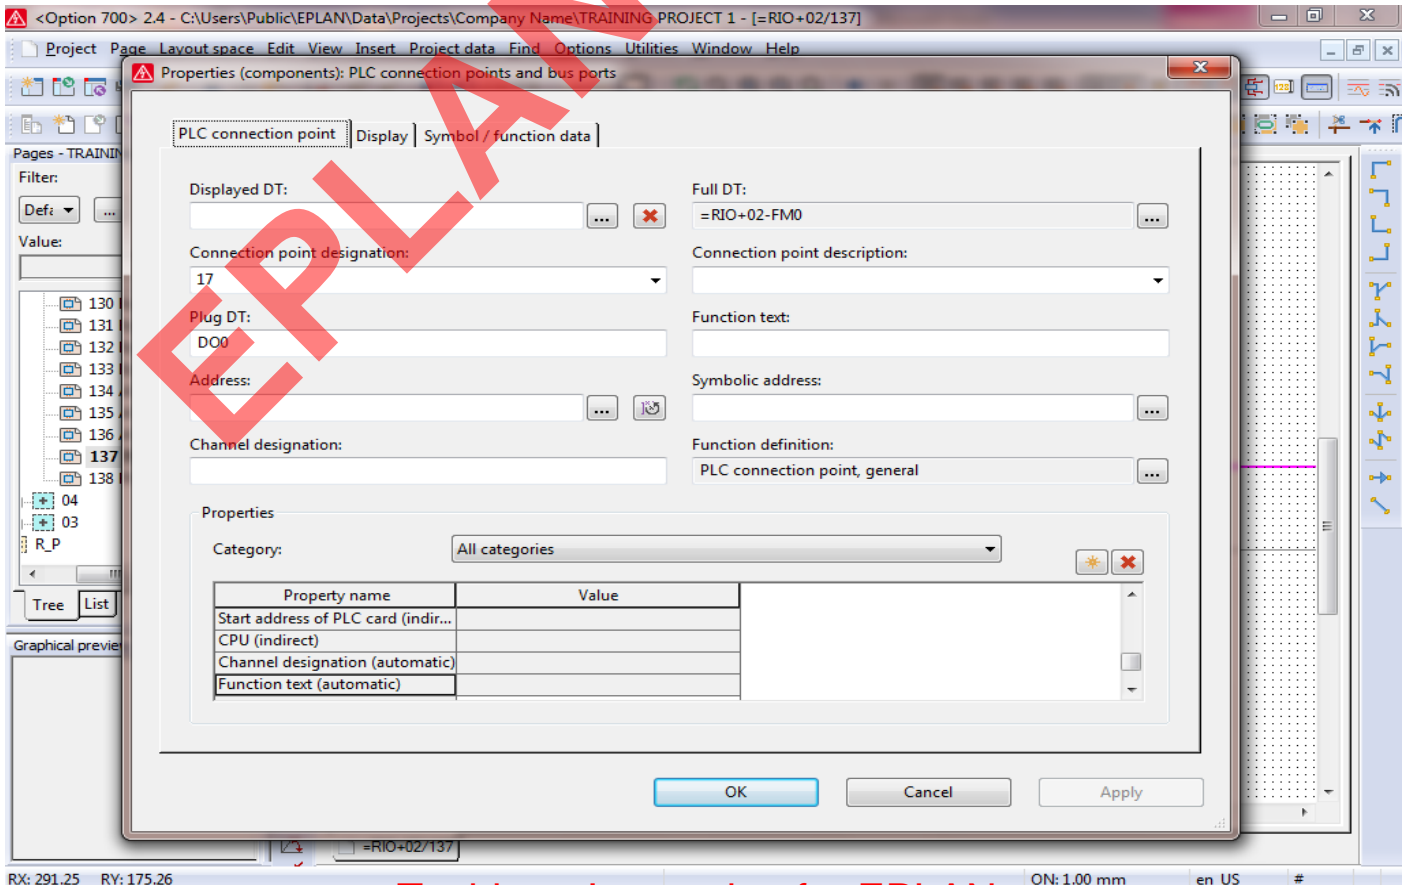 <Option 700> 2.4 - C:\Users\Public\EPLAN\Data\Projects\Company Name\TRAINING PROJECT 1 - [=RIO+02/137]
Project Page Layout space Edit View Insert Project data Find Options Utilities Window Help
Properties (components): PLC connection points and bus ports
Pages - TRAININ
Filter:
Defa
...
Value:
130
131
132
133
134
135
136
137
138
04
03
R_P
Tree List
Graphical previe
PLC connection point Display Symbol / function data
Displayed DT:
...
Full DT:
=RIO+02-FM0
...
Connection point designation:
17
Connection point description:
Plug DT:
DO0
Function text:
Address:
...
Symbolic address:
...
Channel designation:
Function definition:
PLC connection point, general
...
Properties
Category:
All categories
Property name Value
Start address of PLC card (indir...
CPU (indirect)
Channel designation (automatic)
Function text (automatic)
OK Cancel Apply
EPLAN
=RIO+02/137
RX: 291.25 RY: 175.26 ON: 1.00 mm en_US #